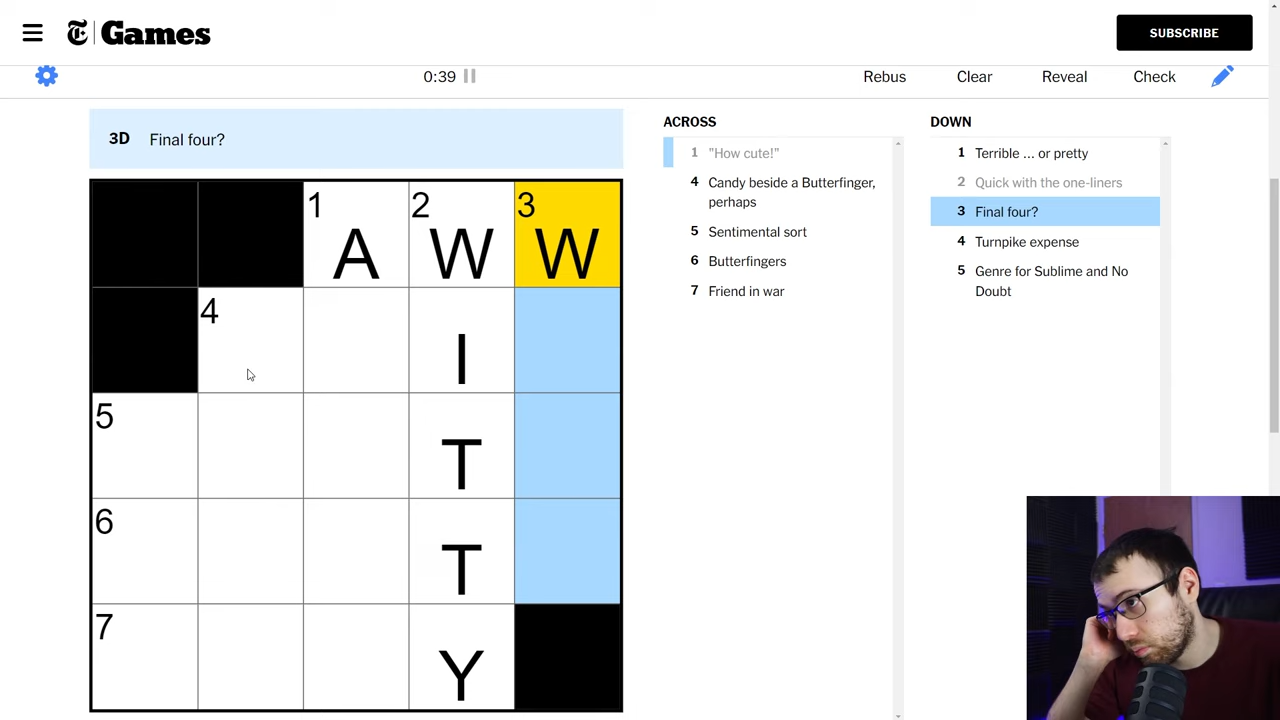 Games
SUBSCRIBE
0:39
Rebus
Clear
Reveal
Check
3D Final four?
1 2 3
A W W
4
I
5
T
6
T
7
Y
ACROSS
1 "How cute!"
4 Candy beside a Butterfinger,
perhaps
5 Sentimental sort
6 Butterfingers
7 Friend in war
DOWN
1 Terrible ... or pretty
2 Quick with the one-liners
3 Final four?
4 Turnpike expense
5 Genre for Sublime and No
Doubt